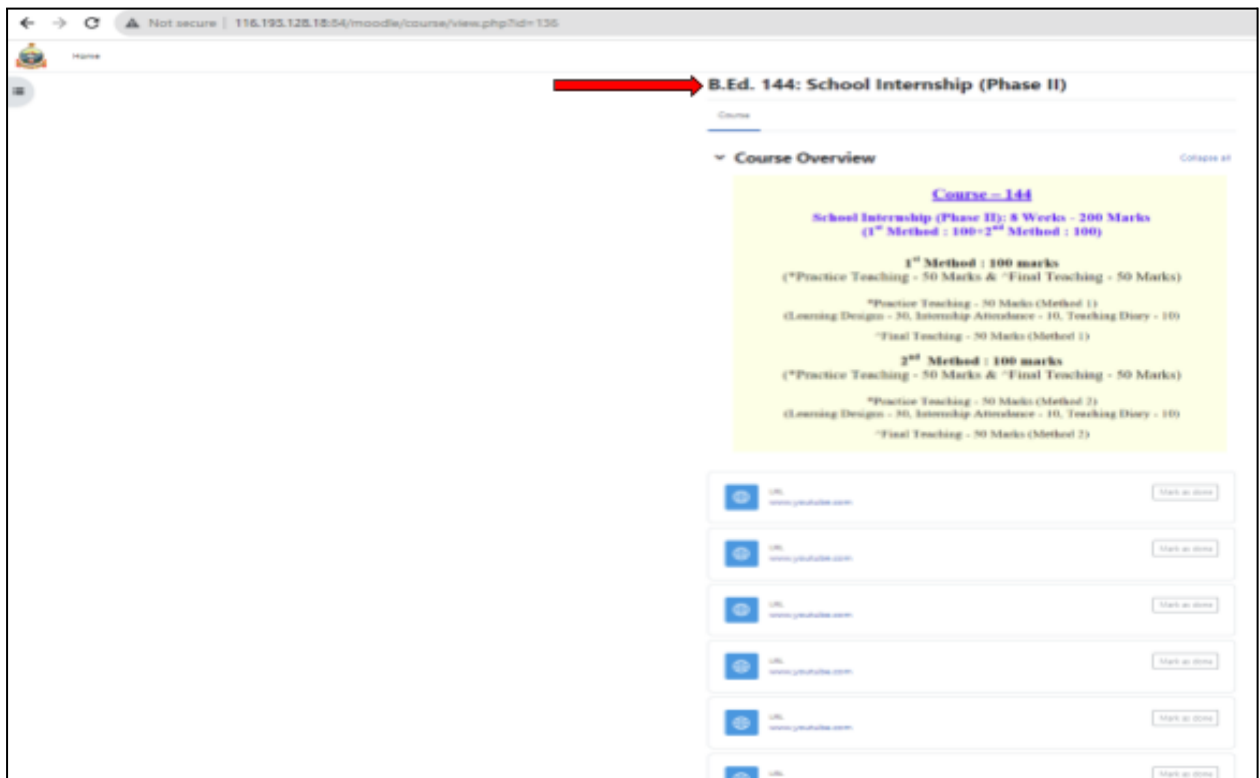 Not secure | 116.193.128.18:64/moodle/course/view.php?id=136
Home
B.Ed. 144: School Internship (Phase II)
Course
Course Overview
Collapse all
Course – 144
School Internship (Phase II): 8 Weeks - 200 Marks
(1st Method : 100+2nd Method : 100)
1st Method : 100 marks
(*Practice Teaching - 50 Marks & ^Final Teaching - 50 Marks)
*Practice Teaching - 50 Marks (Method 1)
(Learning Designs - 30, Internship Attendance - 10, Teaching Diary - 10)
^Final Teaching - 50 Marks (Method 1)
2nd Method : 100 marks
(*Practice Teaching - 50 Marks & ^Final Teaching - 50 Marks)
*Practice Teaching - 50 Marks (Method 2)
(Learning Designs - 30, Internship Attendance - 10, Teaching Diary - 10)
^Final Teaching - 50 Marks (Method 2)
URL
www.youtube.com
Mark as done
URL
www.youtube.com
Mark as done
URL
www.youtube.com
Mark as done
URL
www.youtube.com
Mark as done
URL
www.youtube.com
Mark as done
URL
Mark as done